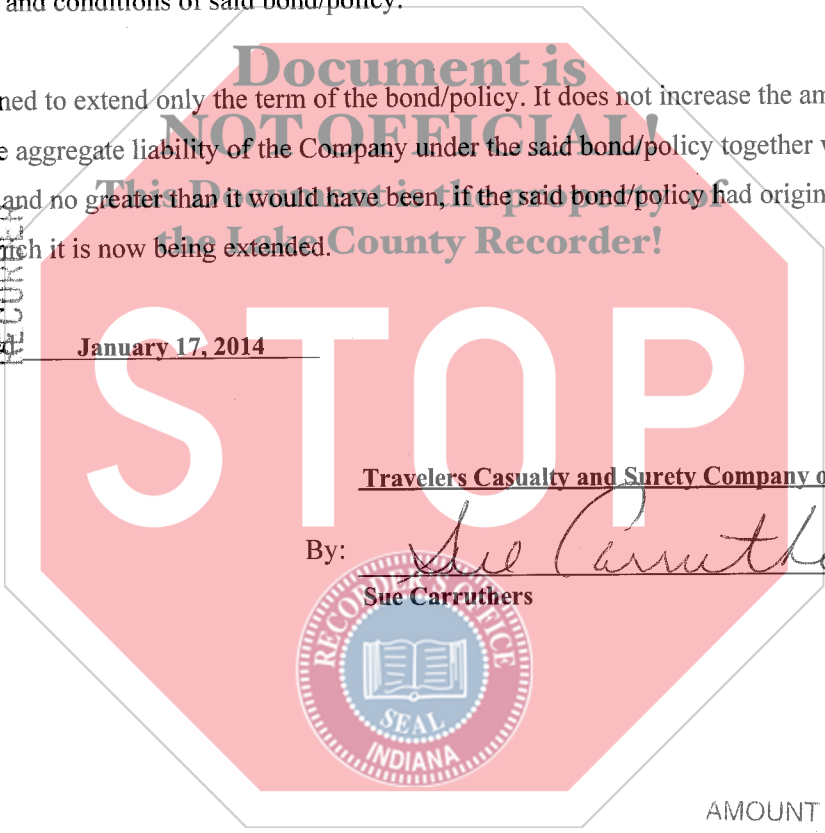 and conditions of said bond/policy.
Document is
ned to extend only the term of the bond/policy. It does not increase the am
NOT OFFICIAL!
e aggregate liability of the Company under the said bond/policy together
This Document is the property of
and no greater than it would have been, if the said bond/policy had origin
the Lake County Recorder!
ich it is now being extended.
January 17, 2014
STOP
Travelers Casualty and Surety Company o
By: Sue Carruthe
Sue Carruthers
RECORDER'S OFFICE
SEAL
INDIANA
AMOUNT